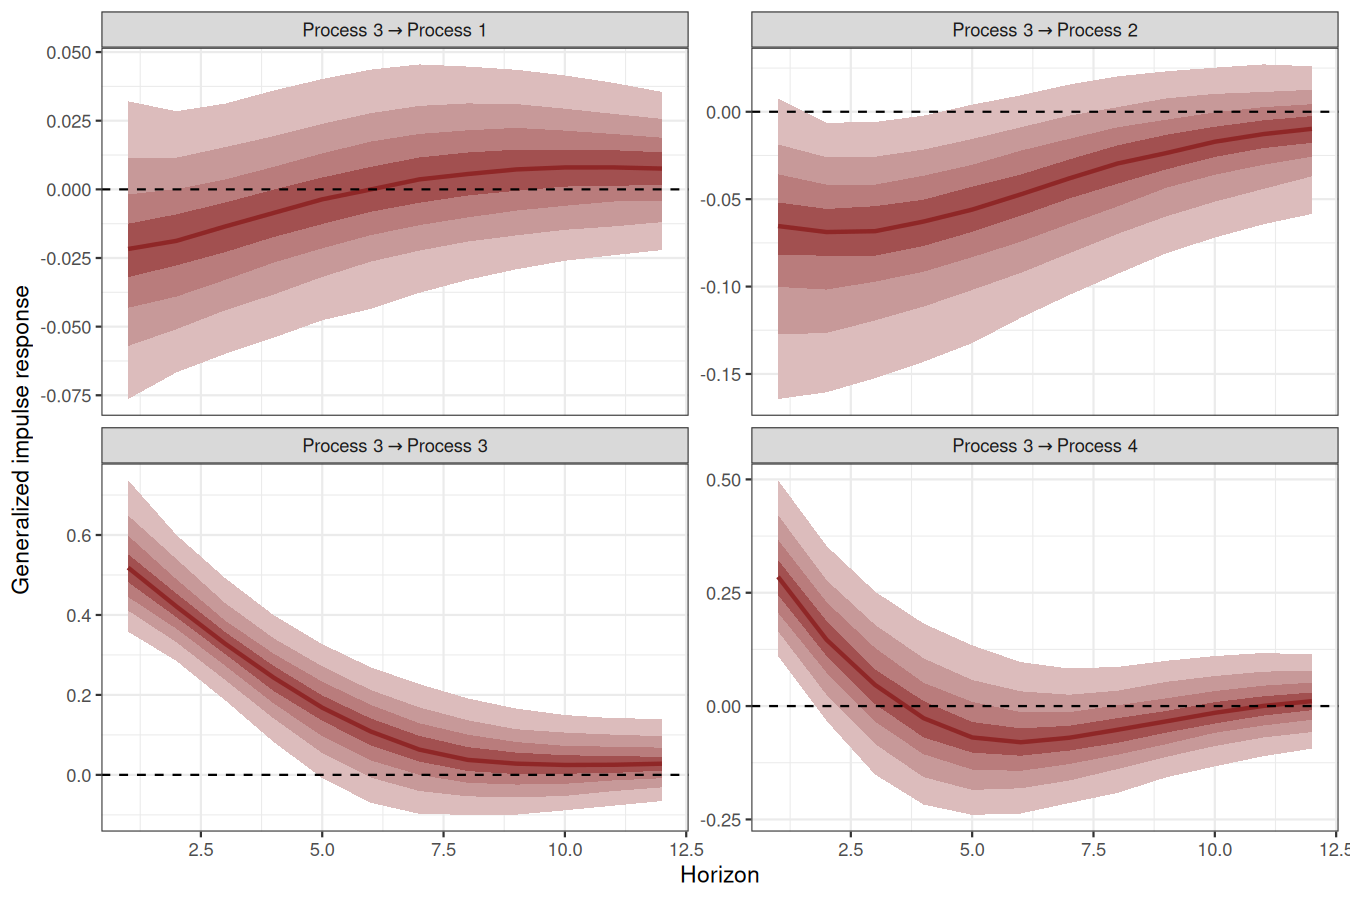 Process 3 → Process 1
Process 3 → Process 2
0.050
0.025
0.000
-0.025
-0.050
-0.075
0.00
-0.05
-0.10
-0.15
Generalized impulse response
Process 3 → Process 3
Process 3 → Process 4
0.6
0.4
0.2
0.0
0.50
0.25
0.00
-0.25
2.5 5.0 7.5 10.0 12.5
2.5 5.0 7.5 10.0 12.5
Horizon